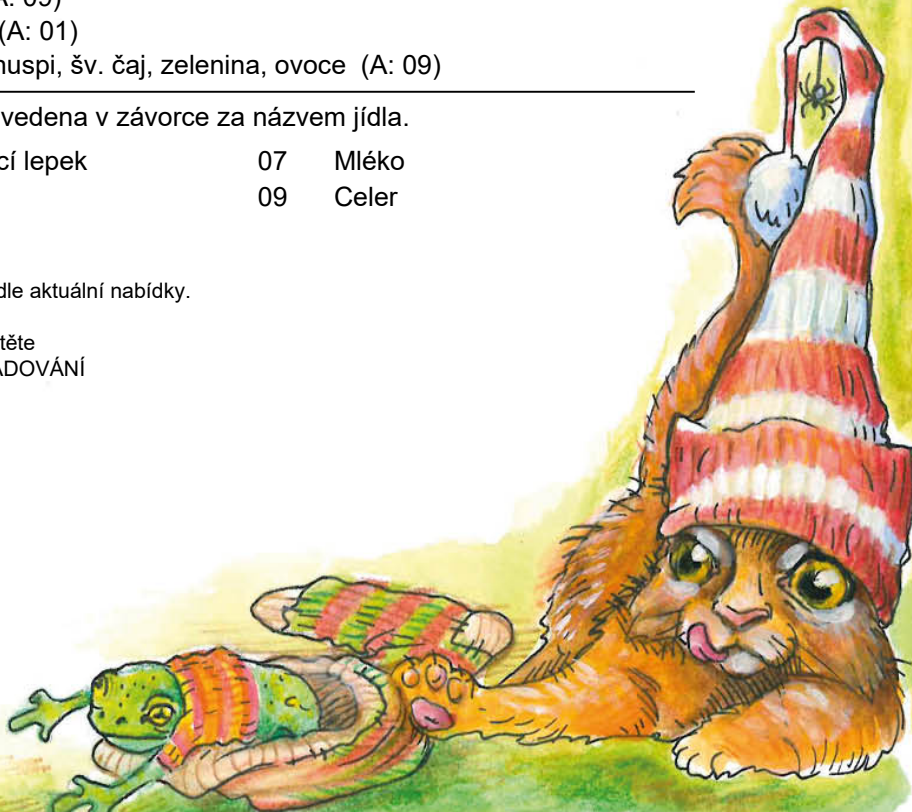 (A: 01)
huspi, šv. čaj, zelenina, ovoce (A: 09)
vedena v závorce za názvem jídla.
cí lepek 07 Mléko
09 Celer
dle aktuální nabídky.
těte
ADOVÁNÍ